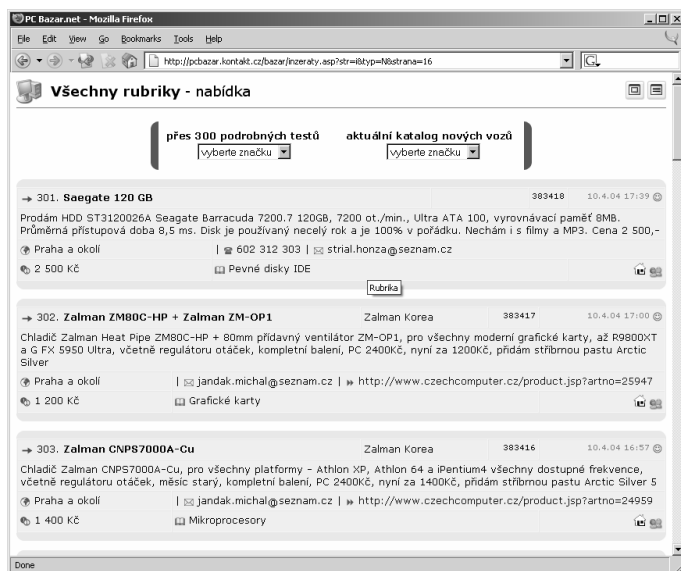 PC Bazar.net - Mozilla Firefox
File Edit View Go Bookmarks Tools Help
http://pcbazar.kontakt.cz/bazar/inzeraty.asp?str=i&typ=N&strana=16 G.
Všechny rubriky - nabídka
přes 300 podrobných testů aktuální katalog nových vozů
vyberte značku vyberte značku
301. Saegate 120 GB 383418 10.4.04 17:39
Prodám HDD ST3120026A Seagate Barracuda 7200.7 120GB, 7200 ot./min., Ultra ATA 100, vyrovnávací paměť 8MB.
Průměrná přístupová doba 8,5 ms. Disk je používaný necelý rok a je 100% v pořádku. Nechám i s filmy a MP3. Cena 2 500,-
Praha a okolí | 602 312 303 | strial.honza@seznam.cz
2 500 Kč Pevné disky IDE
Rubrika
302. Zalman ZM80C-HP + Zalman ZM-OP1 Zalman Korea 383417 10.4.04 17:00
Chladič Zalman Heat Pipe ZM80C-HP + 80mm přídavný ventilátor ZM-OP1, pro všechny moderní grafické karty, až R9800XT
a G FX 5950 Ultra, včetně regulátoru otáček, kompletní balení, PC 2400Kč, nyní za 1200Kč, přidám stříbrnou pastu Arctic
Silver
Praha a okolí | jandak.michal@seznam.cz | http://www.czechcomputer.cz/product.jsp?artno=25947
1 200 Kč Grafické karty
303. Zalman CNPS7000A-Cu Zalman Korea 383416 10.4.04 16:57
Chladič Zalman CNPS7000A-Cu, pro všechny platformy - Athlon XP, Athlon 64 a iPentium4 všechny dostupné frekvence,
včetně regulátoru otáček, měsíc starý, kompletní balení, PC 2400Kč, nyní za 1400Kč, přidám stříbrnou pastu Arctic Silver 5
Praha a okolí | jandak.michal@seznam.cz | http://www.czechcomputer.cz/product.jsp?artno=24959
1 400 Kč Mikroprocesory
Done